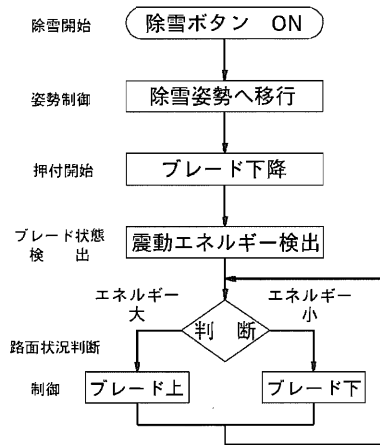 除雪開始
除雪ボタン ON
姿勢制御
除雪姿勢へ移行
押付開始
ブレード下降
ブレード状態
検 出
震動エネルギー検出
エネルギー
大
エネルギー
小
判 断
路面状況判断
制御
ブレード上
ブレード下